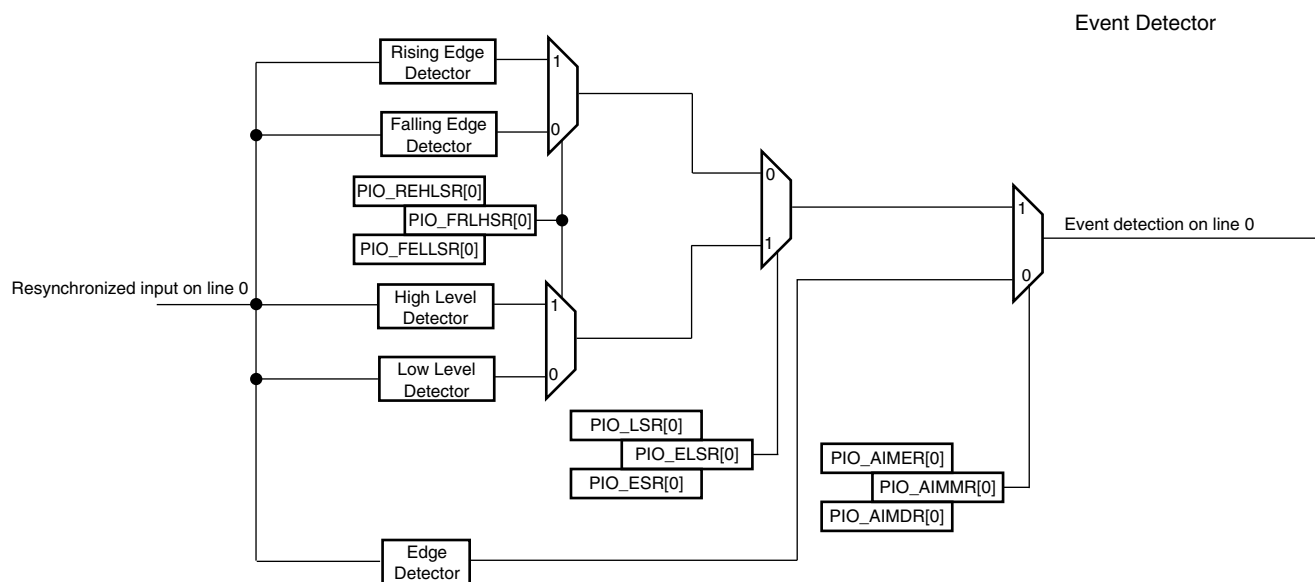 Event Detector
Rising Edge
Detector
1
Falling Edge
Detector
0
0
PIO_REHLSR[0]
PIO_FRLHSR[0]
PIO_FELLSR[0]
1
1
Event detection on line 0
0
Resynchronized input on line 0
High Level
Detector
1
Low Level
Detector
0
PIO_LSR[0]
PIO_ELSR[0]
PIO_ESR[0]
PIO_AIMER[0]
PIO_AIMMR[0]
PIO_AIMDR[0]
Edge
Detector